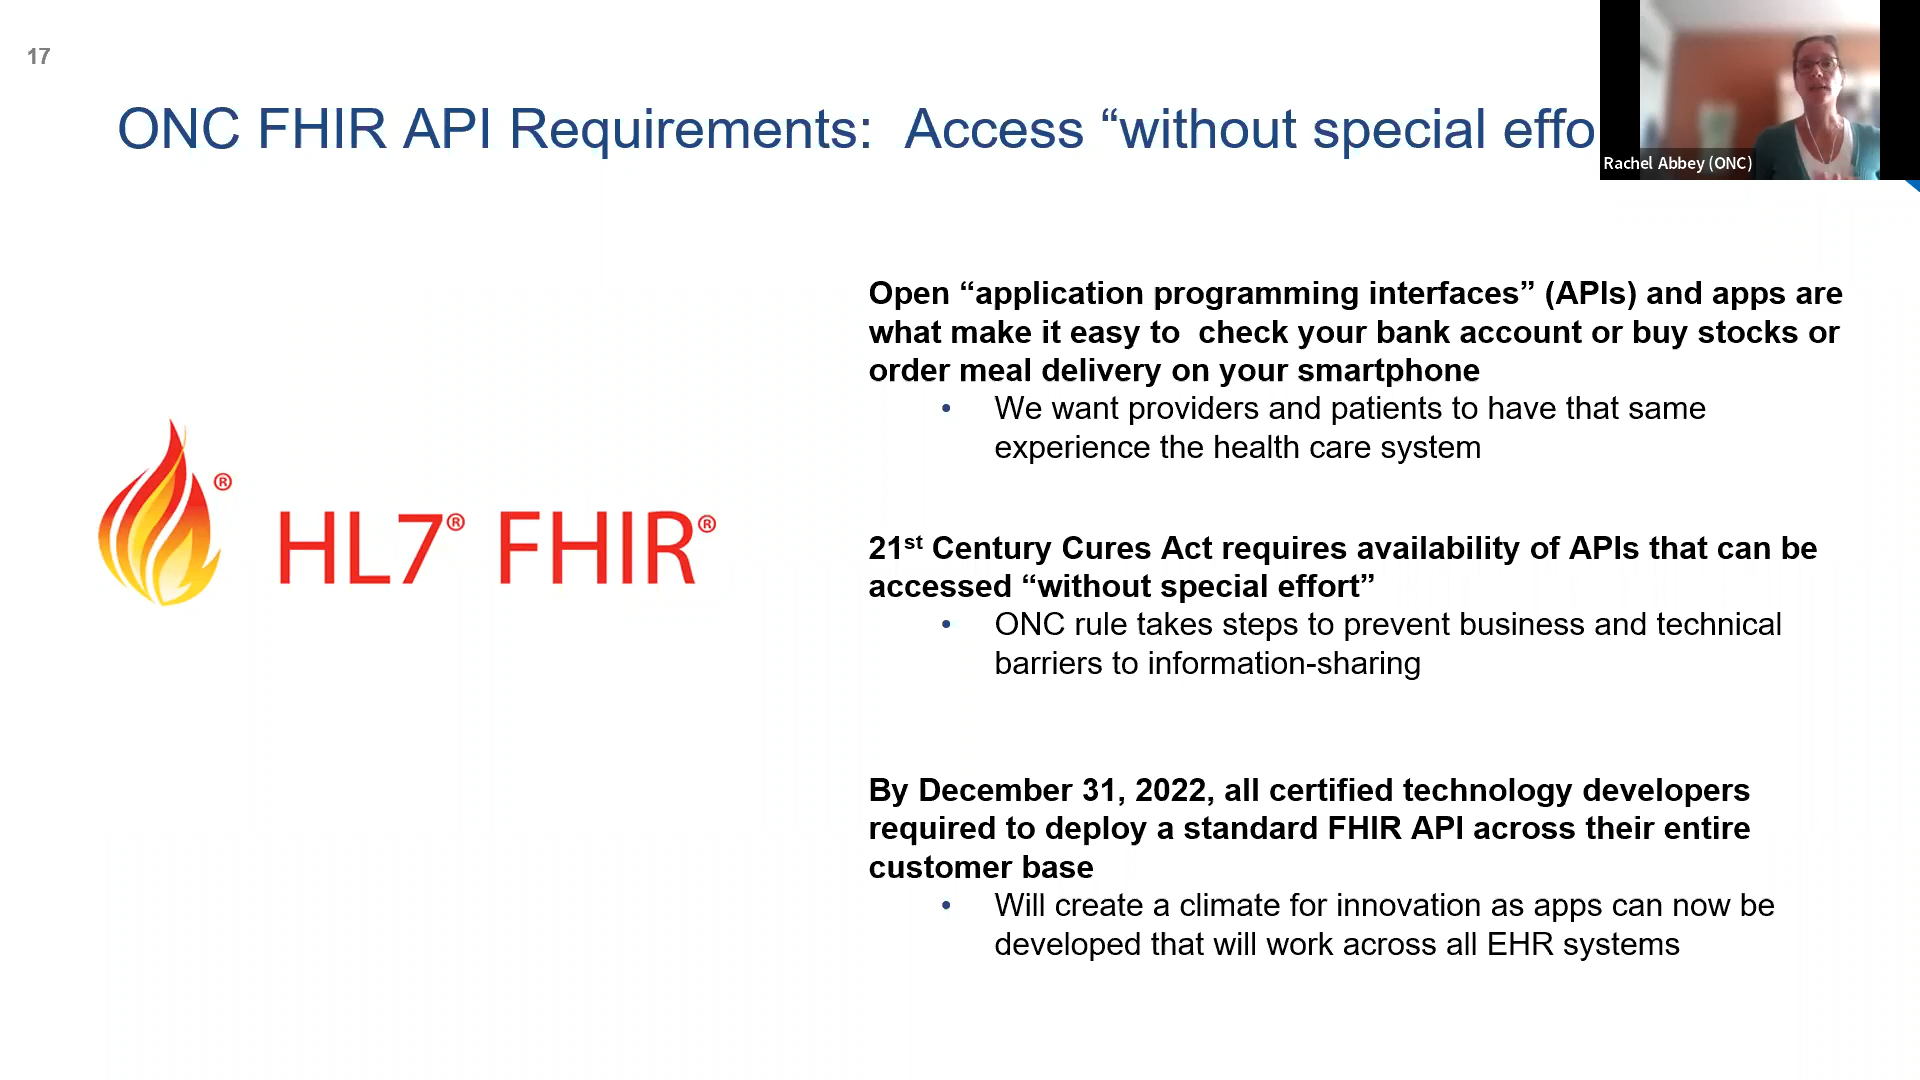 17
ONC FHIR API Requirements:  Access “without special effo
Rachel Abbey (ONC)
Open “application programming interfaces” (APIs) and apps are
what make it easy to  check your bank account or buy stocks or
order meal delivery on your smartphone
• We want providers and patients to have that same
experience the health care system
® HL7® FHIR®
21st Century Cures Act requires availability of APIs that can be
accessed “without special effort”
• ONC rule takes steps to prevent business and technical
barriers to information-sharing
By December 31, 2022, all certified technology developers
required to deploy a standard FHIR API across their entire
customer base
• Will create a climate for innovation as apps can now be
developed that will work across all EHR systems